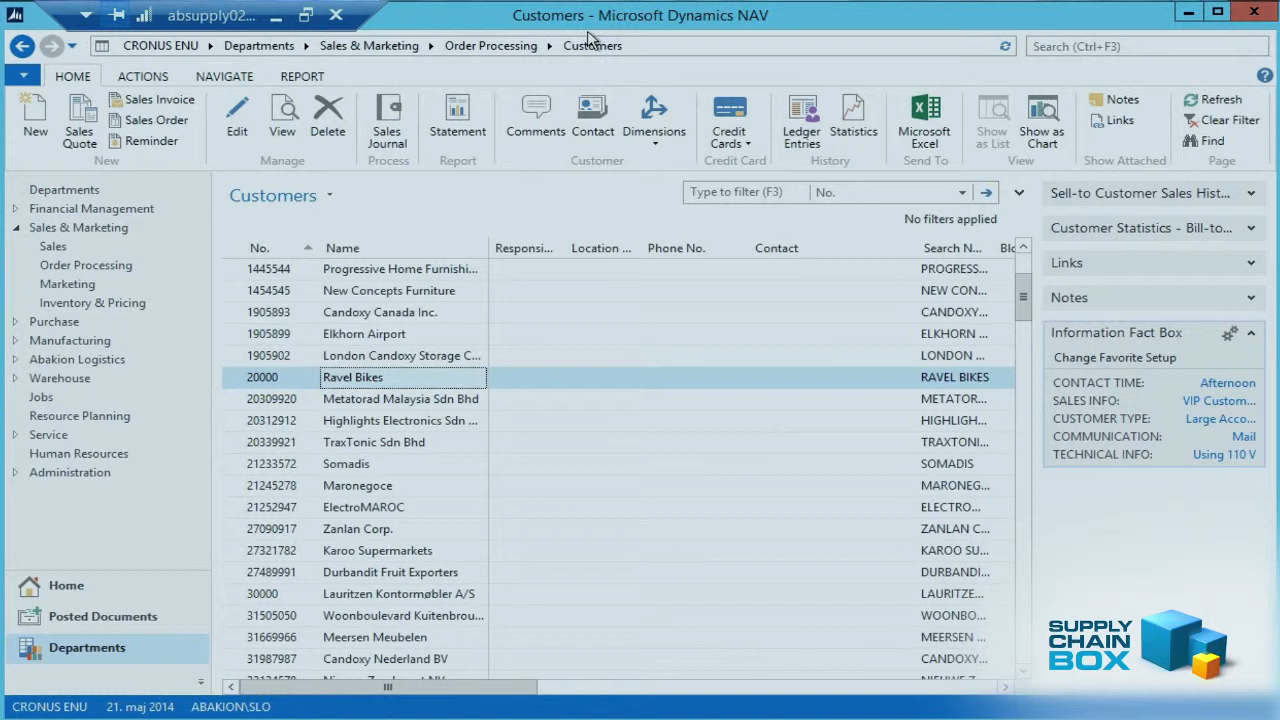 absupply02...
Customers - Microsoft Dynamics NAV
CRONUS ENU
Departments
Sales & Marketing
Order Processing
Customers
Search (Ctrl+F3)
HOME
ACTIONS
NAVIGATE
REPORT
New
Sales Quote
Sales Invoice
Sales Order
Reminder
New
Edit
View
Delete
Manage
Sales Journal
Process
Statement
Report
Comments
Contact
Dimensions
Customer
Credit Cards
Credit Card
Ledger Entries
Statistics
History
Microsoft Excel
Send To
Show as List
Show as Chart
View
Notes
Links
Show Attached
Refresh
Clear Filter
Find
Page
Departments
Financial Management
Sales & Marketing
Sales
Order Processing
Marketing
Inventory & Pricing
Purchase
Manufacturing
Abakion Logistics
Warehouse
Jobs
Resource Planning
Service
Human Resources
Administration
Home
Posted Documents
Departments
Customers
Type to filter (F3)
No.
No filters applied
No. Name Responsi... Location ... Phone No. Contact Search N... Blo
1445544 Progressive Home Furnishi... PROGRESS...
1454545 New Concepts Furniture NEW CON...
1905893 Candoxy Canada Inc. CANDOXY...
1905899 Elkhorn Airport ELKHORN ...
1905902 London Candoxy Storage C... LONDON ...
20000 Ravel Bikes RAVEL BIKES
20309920 Metatorad Malaysia Sdn Bhd METATOR...
20312912 Highlights Electronics Sdn ... HIGHLIGH...
20339921 TraxTonic Sdn Bhd TRAXTONI...
21233572 Somadis SOMADIS
21245278 Maronegoce MARONEG...
21252947 ElectroMAROC ELECTRO...
27090917 Zanlan Corp. ZANLAN C...
27321782 Karoo Supermarkets KAROO SU...
27489991 Durbandit Fruit Exporters DURBANDI...
30000 Lauritzen Kontormøbler A/S LAURITZE...
31505050 Woonboulevard Kuitenbrou... WOONBO...
31669966 Meersen Meubelen MEERSEN ...
31987987 Candoxy Nederland BV CANDOXY...
Sell-to Customer Sales Hist...
Customer Statistics - Bill-to...
Links
Notes
Information Fact Box
Change Favorite Setup
CONTACT TIME: Afternoon
SALES INFO: VIP Custom...
CUSTOMER TYPE: Large Acco...
COMMUNICATION: Mail
TECHNICAL INFO: Using 110 V
SUPPLY
CHAIN
BOX
CRONUS ENU
21. maj 2014
ABAKION\SLO